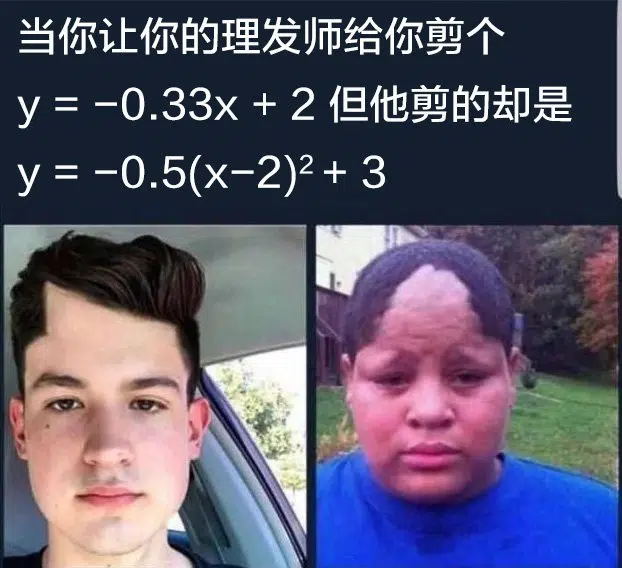 当你让你的理发师给你剪个
y = −0.33x + 2 但他剪的却是
y = −0.5(x−2)² + 3